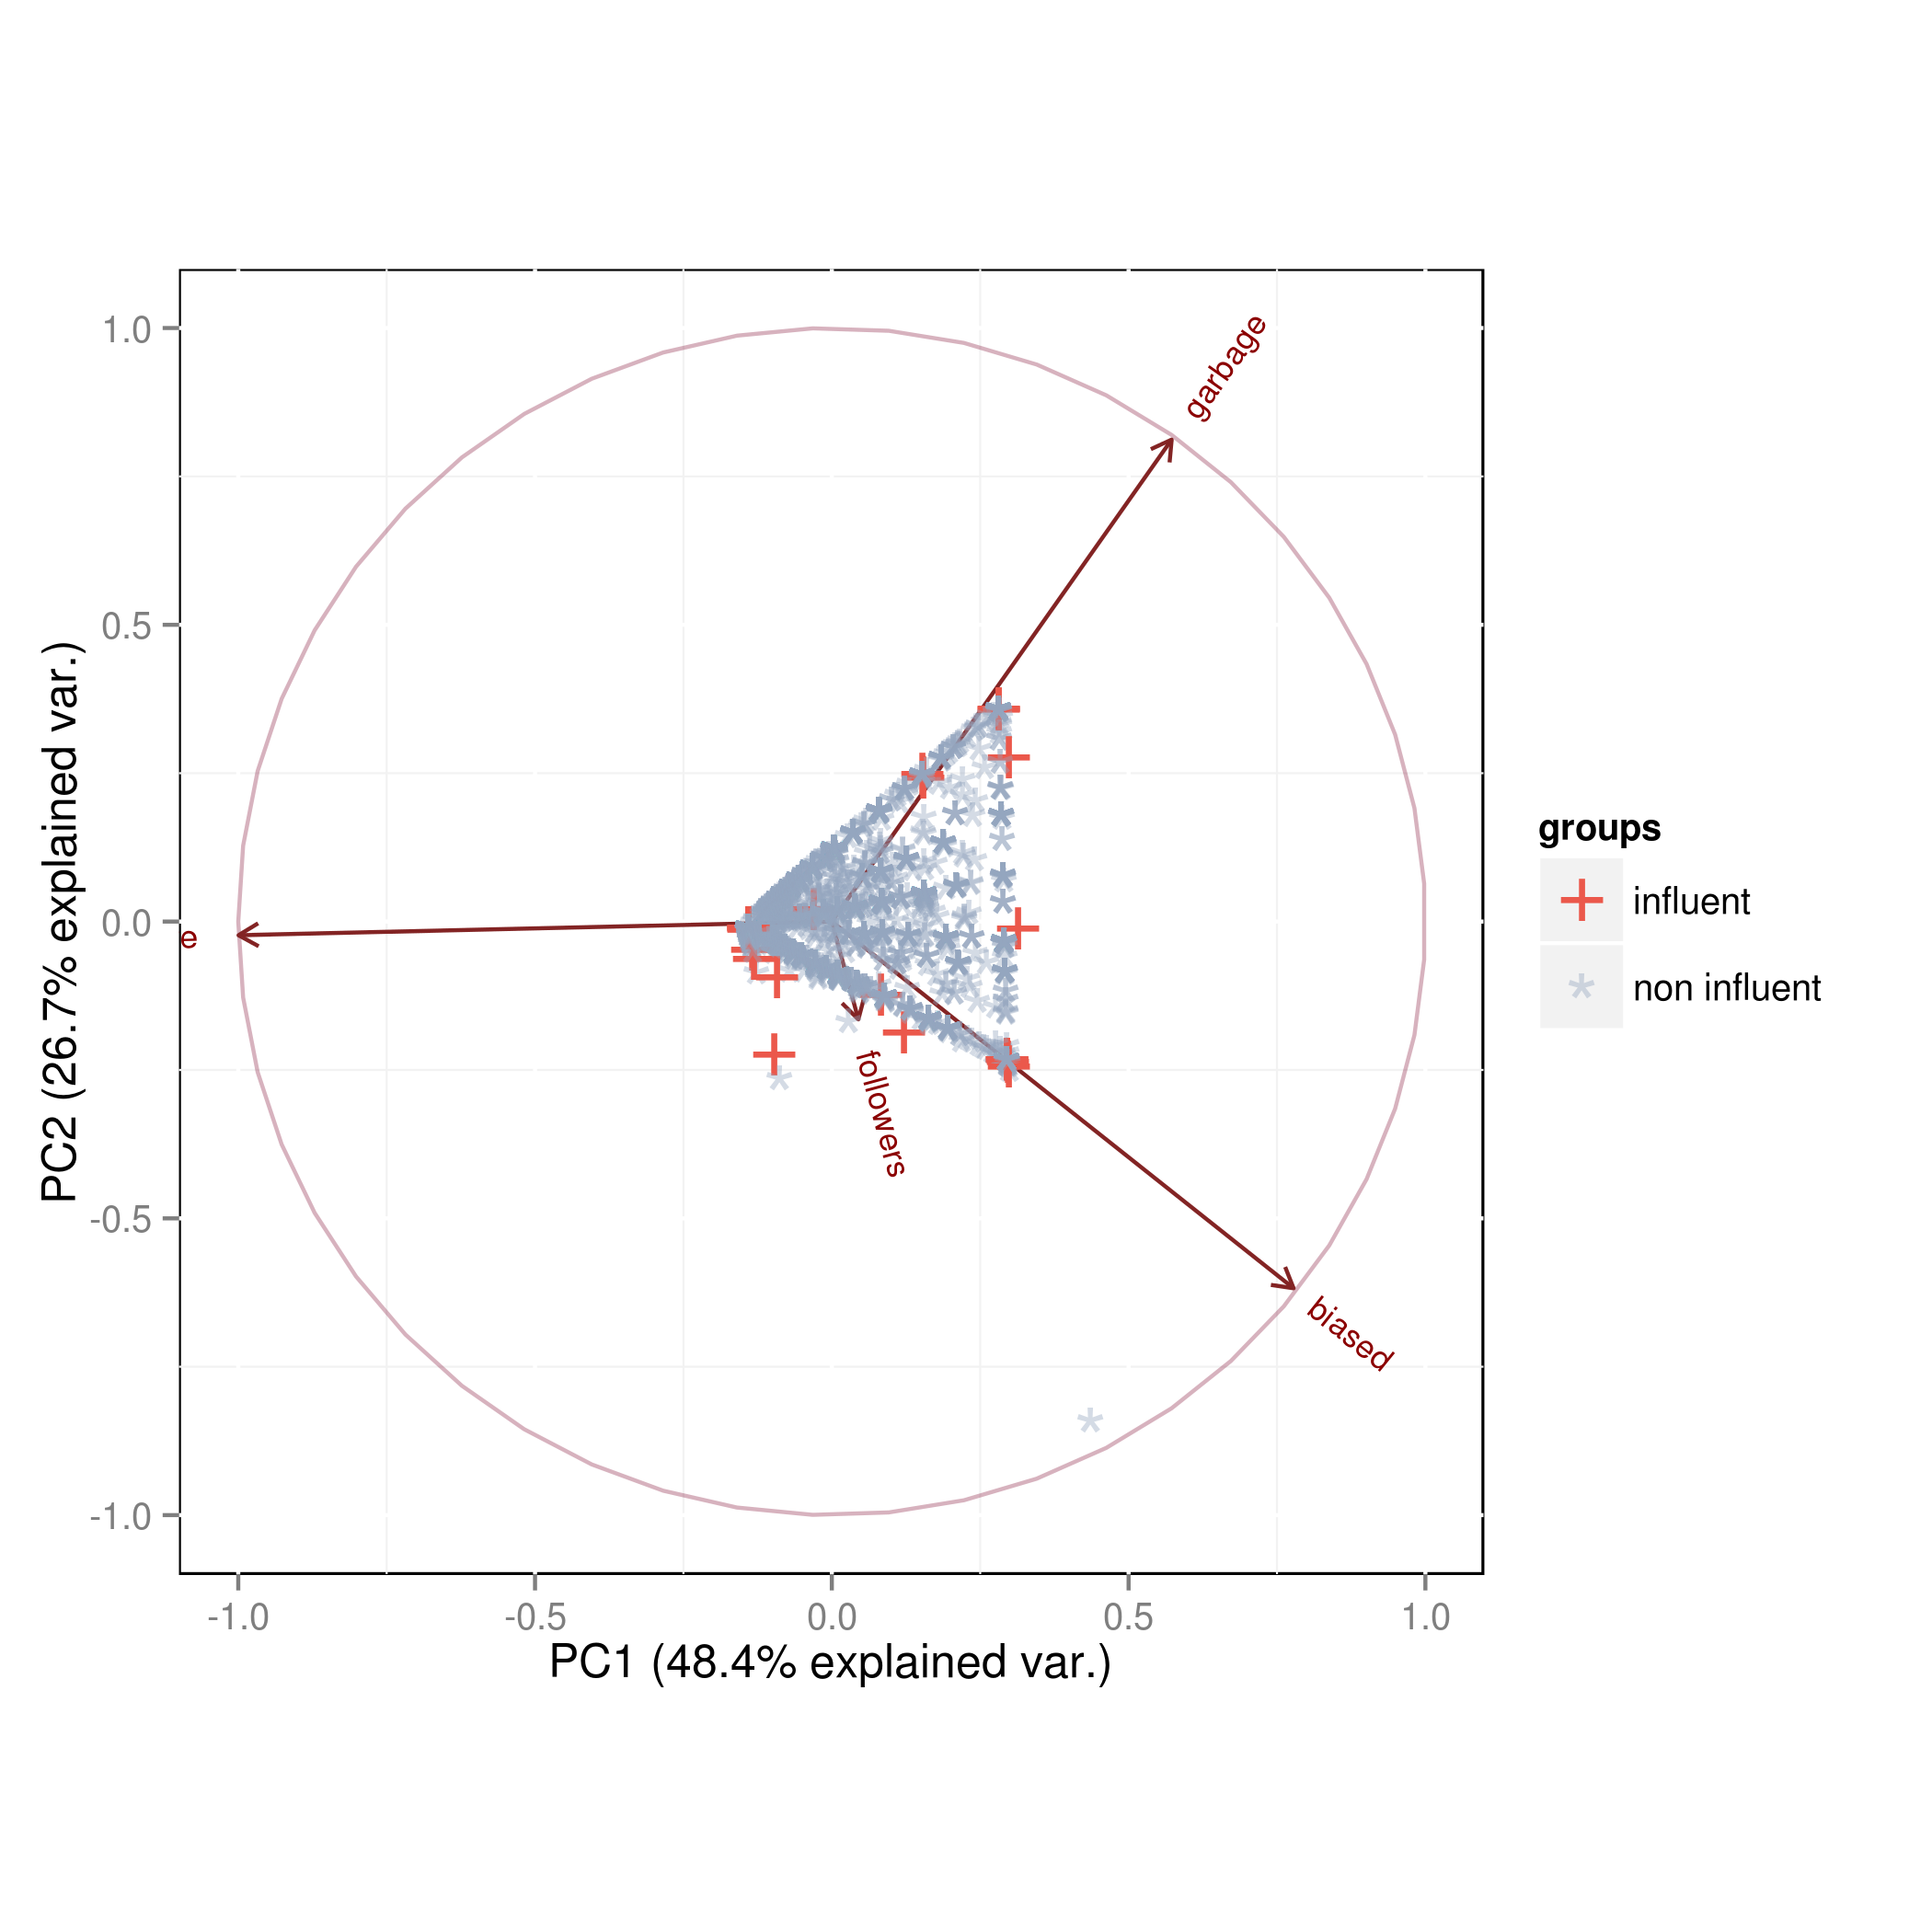 garbage
1.0
0.5
0.0
-0.5
-1.0
PC2 (26.7% explained var.)
e
followers
biased
groups
influent
non influent
-1.0
-0.5
0.0
0.5
1.0
PC1 (48.4% explained var.)